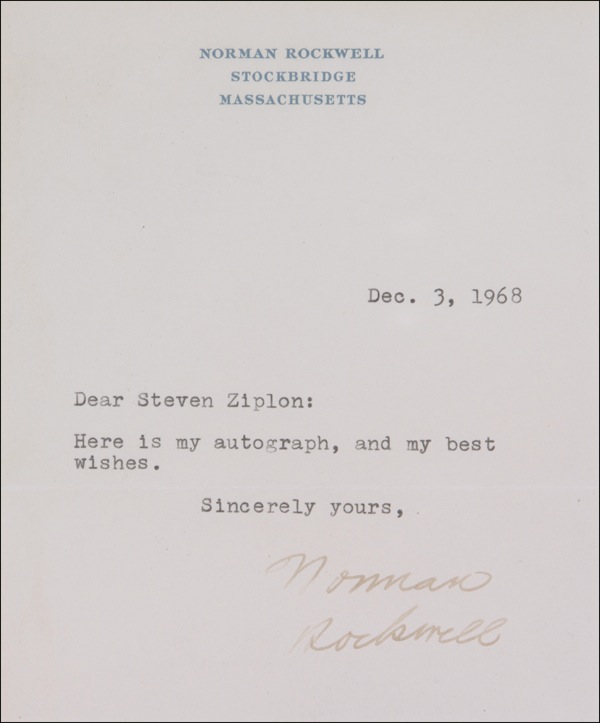 NORMAN ROCKWELL
STOCKBRIDGE
MASSACHUSETTS
Dec. 3, 1968
Dear Steven Ziplon:
Here is my autograph, and my best
wishes.
Sincerely yours,
Norman
Rockwell